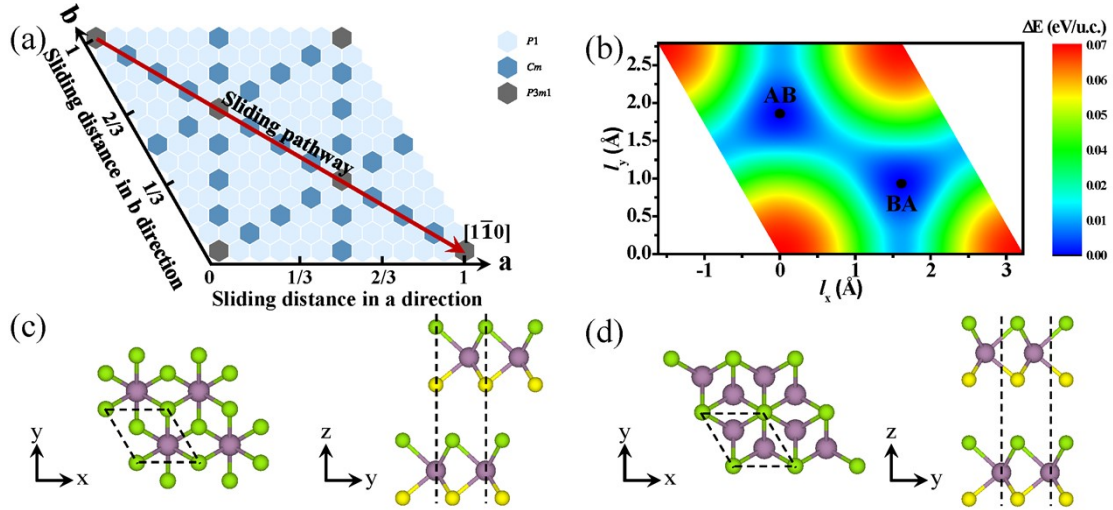 (a)
b
1
2/3
1/3
Sliding distance in b direction
Sliding pathway
[11̄0]
a
0
1/3
2/3
1
Sliding distance in a direction
P1
Cm
P3m1
(b)
ΔE (eV/u.c.)
0.07
0.06
0.05
0.04
0.03
0.02
0.01
0.00
2.5
2.0
1.5
1.0
0.5
0.0
ly (Å)
AB
BA
-1
0
1
2
3
lx (Å)
(c)
y
x
z
y
(d)
y
x
z
y